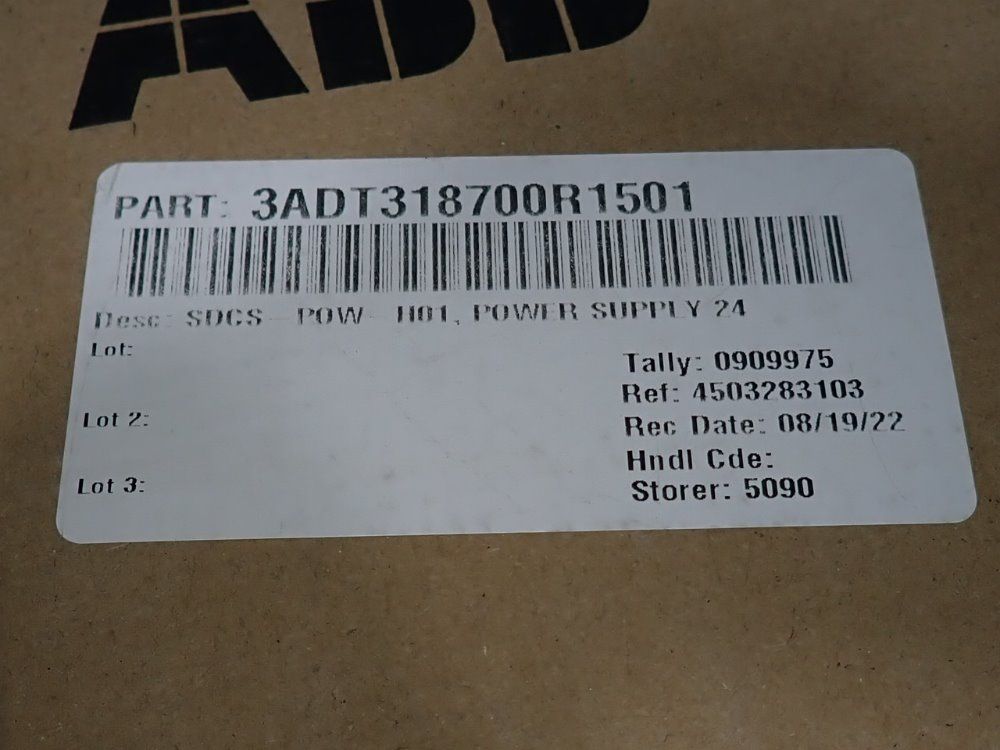 ABB
PART: 3ADT318700R1501
Desc: SDCS-POW-H01, POWER SUPPLY 24
Lot:
Tally: 0909975
Ref: 4503283103
Lot 2:
Rec Date: 08/19/22
Hndl Cde:
Lot 3:
Storer: 5090